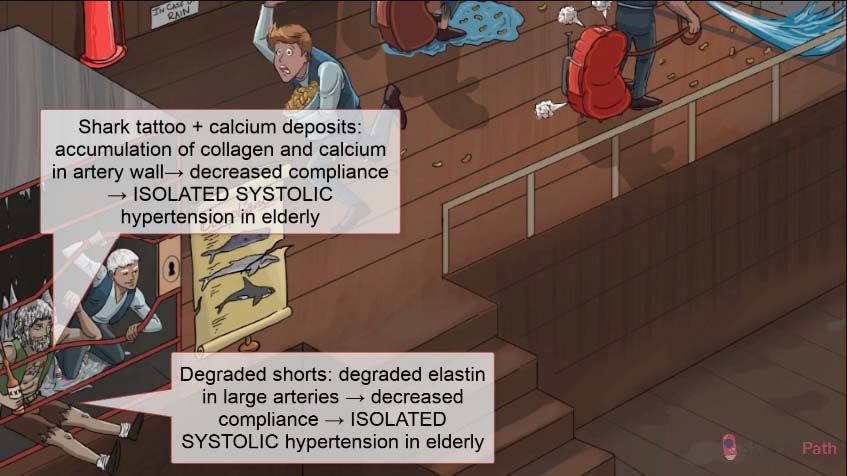 IN CASE OF
RAIN
Shark tattoo + calcium deposits:
accumulation of collagen and calcium
in artery wall→ decreased compliance
→ ISOLATED SYSTOLIC
hypertension in elderly
Degraded shorts: degraded elastin
in large arteries → decreased
compliance → ISOLATED
SYSTOLIC hypertension in elderly
Path